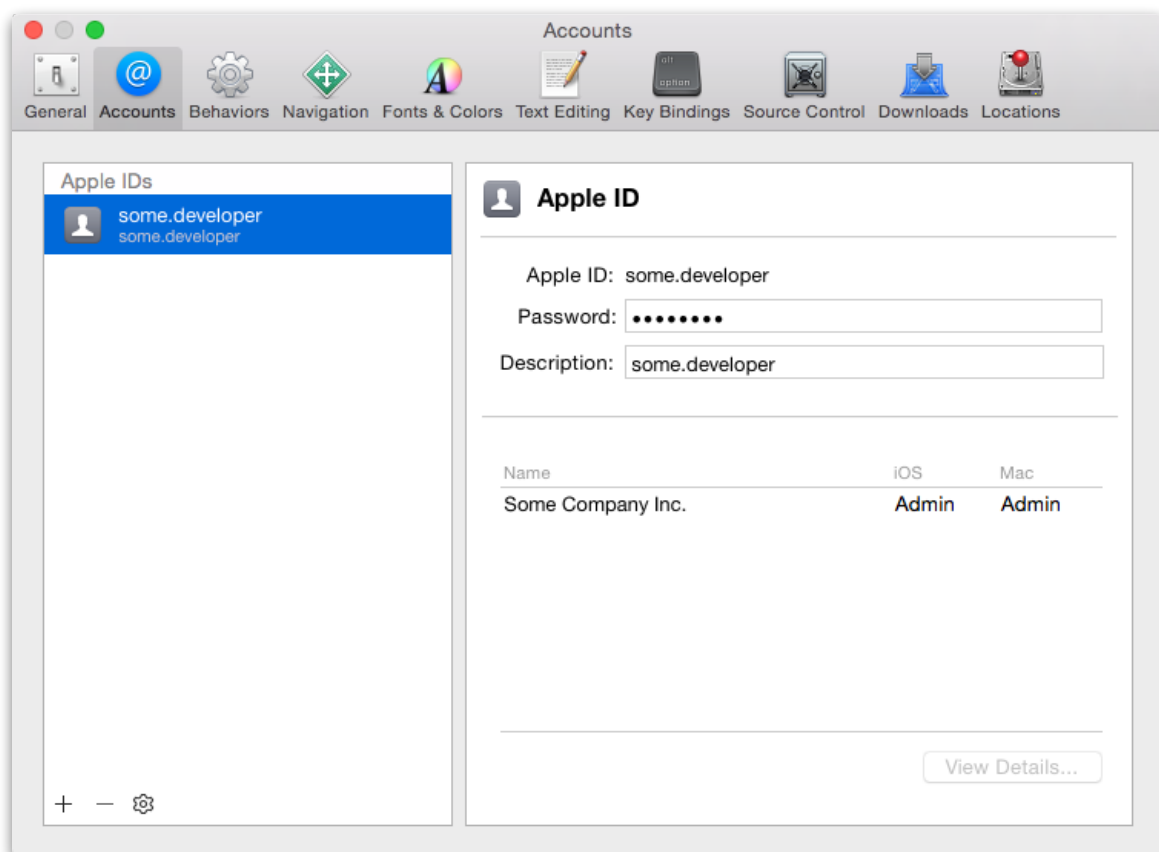 Accounts
General Accounts Behaviors Navigation Fonts & Colors Text Editing Key Bindings Source Control Downloads Locations
alt
option
Apple IDs
some.developer
some.developer
Apple ID
Apple ID: some.developer
Password: ••••••••
Description: some.developer
Name iOS Mac
Some Company Inc. Admin Admin
View Details...